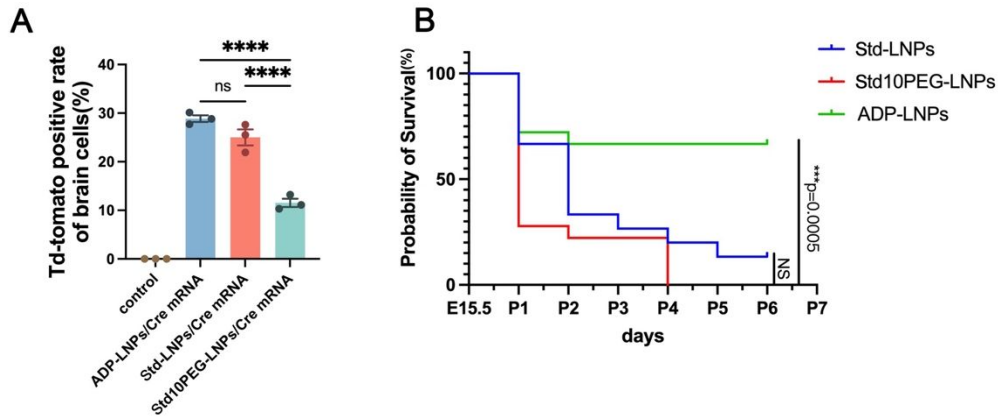 A
Td-tomato positive rate
of brain cells(%)
40
30
20
10
0
****
****
ns
control
ADP-LNPs/Cre mRNA
Std-LNPs/Cre mRNA
Std10PEG-LNPs/Cre mRNA
B
Probability of Survival(%)
100
50
0
E15.5 P1 P2 P3 P4 P5 P6 P7
days
NS
***p=0.0005
Std-LNPs
Std10PEG-LNPs
ADP-LNPs